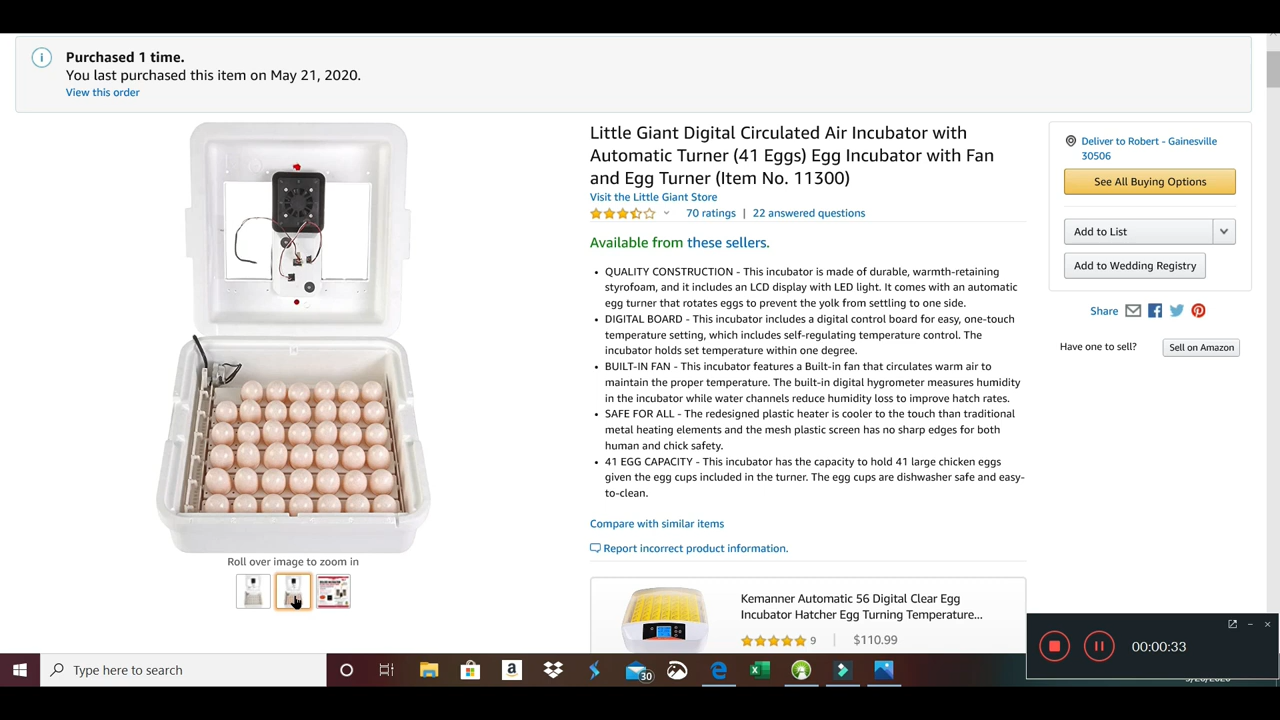 Purchased 1 time.
You last purchased this item on May 21, 2020.
View this order
Little Giant Digital Circulated Air Incubator with
Automatic Turner (41 Eggs) Egg Incubator with Fan
and Egg Turner (Item No. 11300)
Visit the Little Giant Store
70 ratings | 22 answered questions
Available from these sellers.
• QUALITY CONSTRUCTION - This incubator is made of durable, warmth-retaining
styrofoam, and it includes an LCD display with LED light. It comes with an automatic
egg turner that rotates eggs to prevent the yolk from settling to one side.
• DIGITAL BOARD - This incubator includes a digital control board for easy, one-touch
temperature setting, which includes self-regulating temperature control. The
incubator holds set temperature within one degree.
• BUILT-IN FAN - This incubator features a Built-in fan that circulates warm air to
maintain the proper temperature. The built-in digital hygrometer measures humidity
in the incubator while water channels reduce humidity loss to improve hatch rates.
• SAFE FOR ALL - The redesigned plastic heater is cooler to the touch than traditional
metal heating elements and the mesh plastic screen has no sharp edges for both
human and chick safety.
• 41 EGG CAPACITY - This incubator has the capacity to hold 41 large chicken eggs
given the egg cups included in the turner. The egg cups are dishwasher safe and easy-
to-clean.
Compare with similar items
Report incorrect product information.
Kemanner Automatic 56 Digital Clear Egg
Incubator Hatcher Egg Turning Temperature...
9 | $110.99
Deliver to Robert - Gainesville
30506
See All Buying Options
Add to List
Add to Wedding Registry
Share
Have one to sell?
Sell on Amazon
Roll over image to zoom in
00:00:33
Type here to search
30